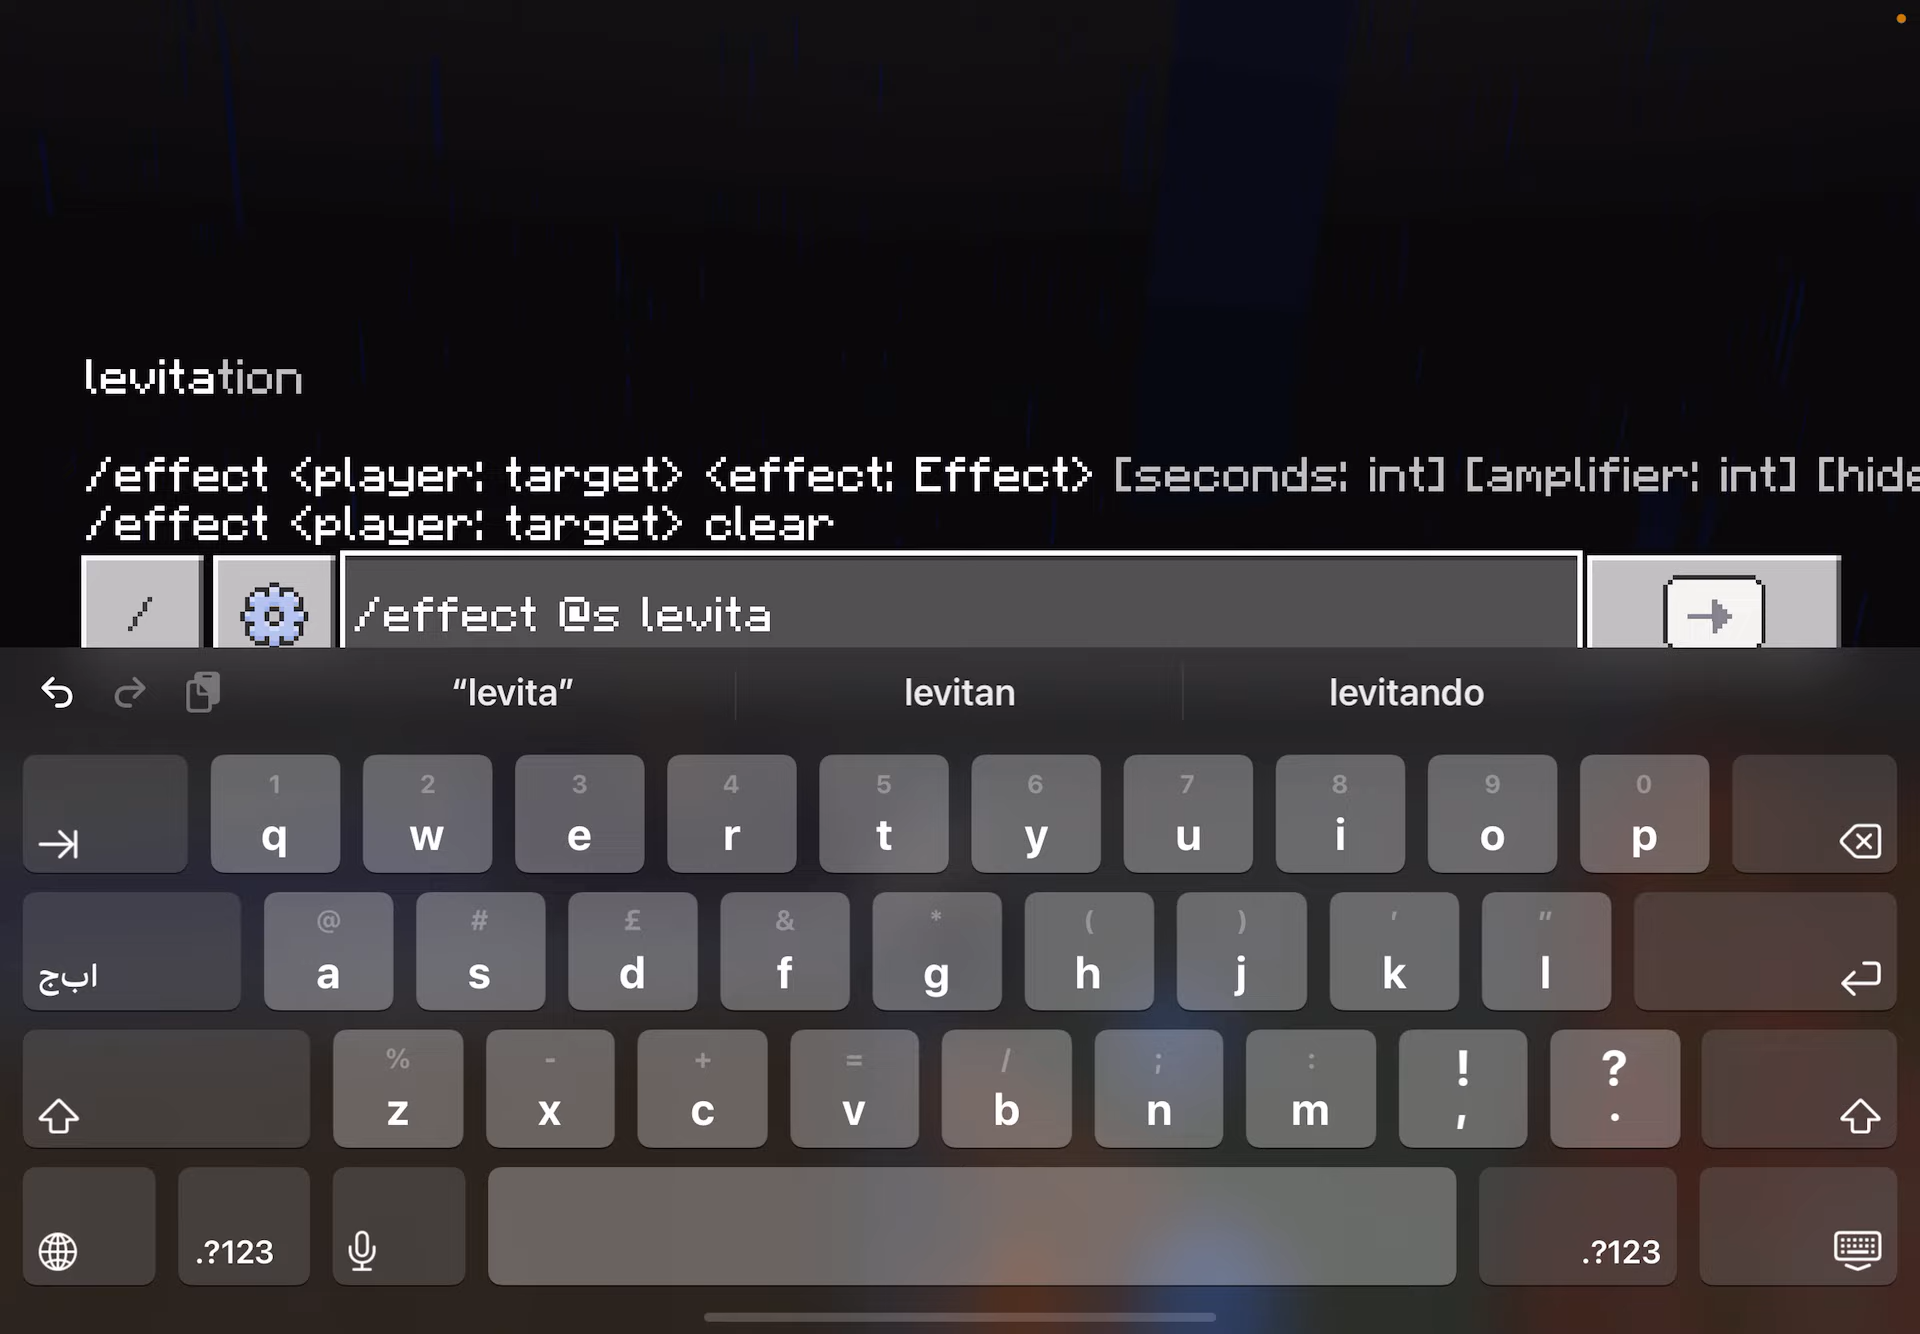 levitation
/effect <player: target> <effect: Effect> [seconds: int] [amplifier: int] [hide
/effect <player: target> clear
/
/effect @s levita
“levita” levitan levitando
1 2 3 4 5 6 7 8 9 0
q w e r t y u i o p
@ # £ & * ( ) ' "
ابج a s d f g h j k l
% - + = / ; : ! ?
z x c v b n m , .
.?123 .?123